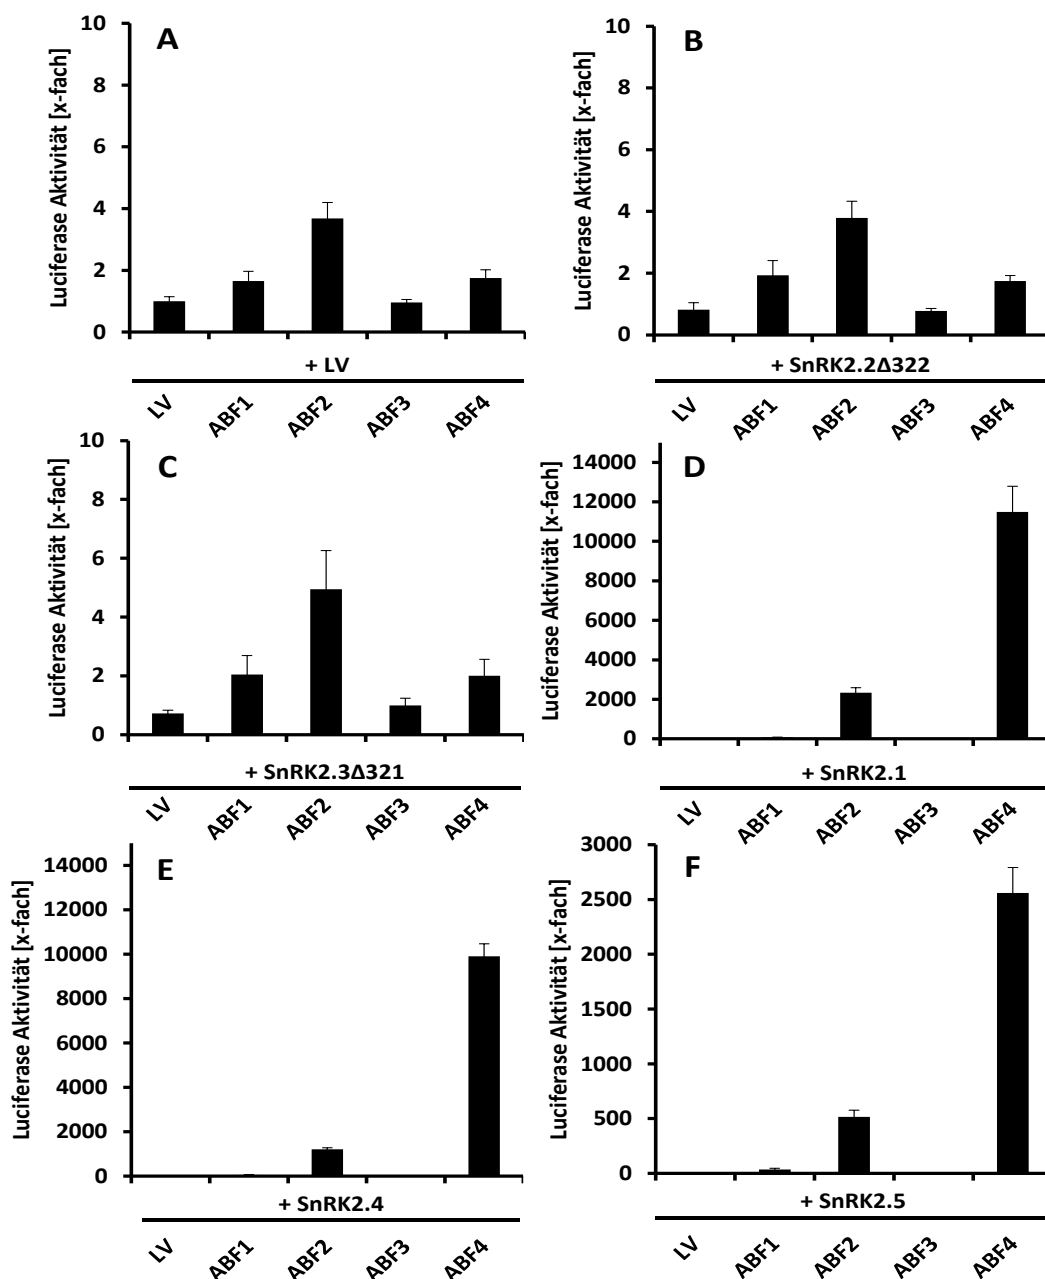 A
Luciferase Aktivität [x-fach]
10
8
6
4
2
0
+ LV
LV
ABF1
ABF2
ABF3
ABF4
B
Luciferase Aktivität [x-fach]
10
8
6
4
2
0
+ SnRK2.2Δ322
LV
ABF1
ABF2
ABF3
ABF4
C
Luciferase Aktivität [x-fach]
10
8
6
4
2
0
+ SnRK2.3Δ321
LV
ABF1
ABF2
ABF3
ABF4
D
Luciferase Aktivität [x-fach]
14000
12000
10000
8000
6000
4000
2000
0
+ SnRK2.1
LV
ABF1
ABF2
ABF3
ABF4
E
Luciferase Aktivität [x-fach]
14000
12000
10000
8000
6000
4000
2000
0
+ SnRK2.4
LV
ABF1
ABF2
ABF3
ABF4
F
Luciferase Aktivität [x-fach]
3000
2500
2000
1500
1000
500
0
+ SnRK2.5
LV
ABF1
ABF2
ABF3
ABF4